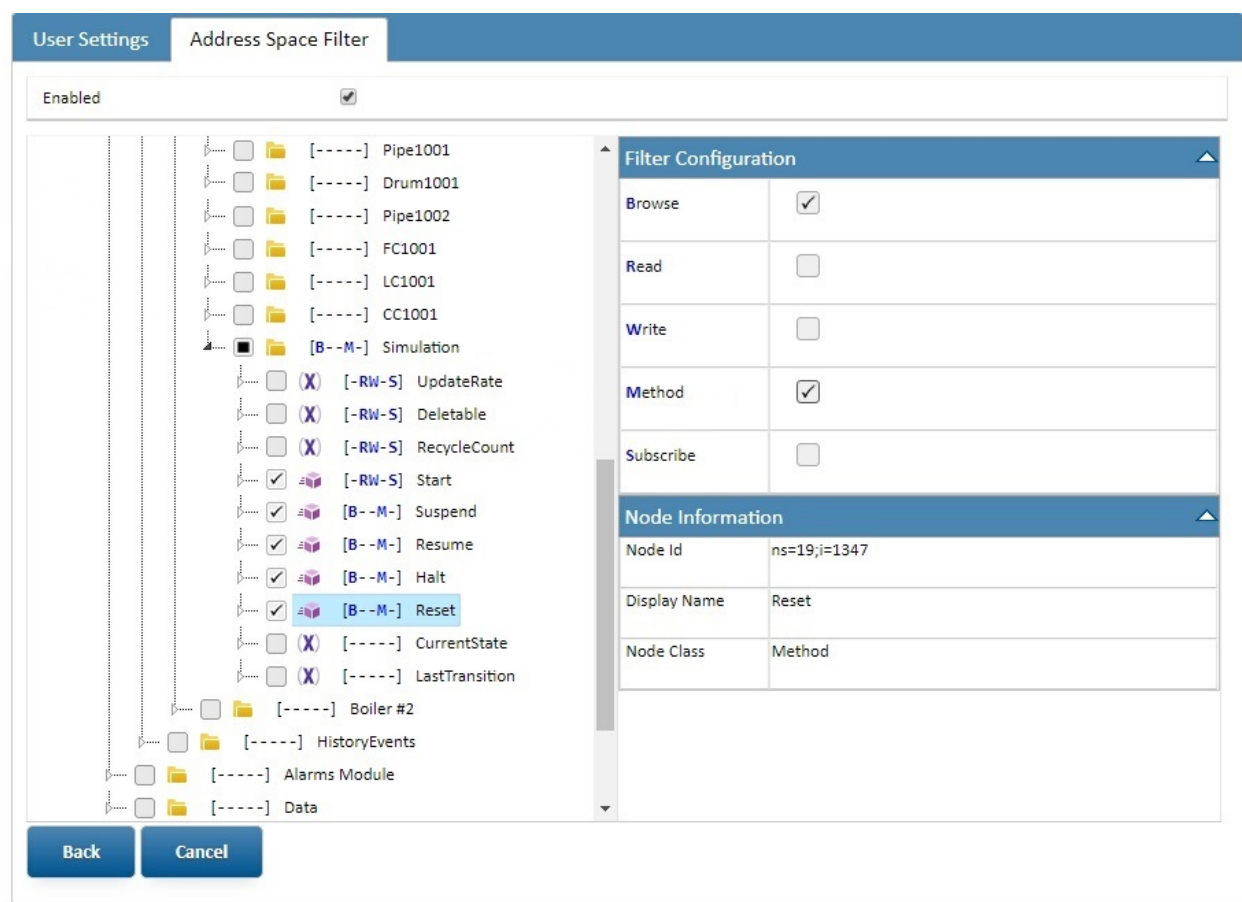 User Settings
Address Space Filter
Enabled
[-----] Pipe1001
[-----] Drum1001
[-----] Pipe1002
[-----] FC1001
[-----] LC1001
[-----] CC1001
[B--M-] Simulation
(X) [-RW-S] UpdateRate
(X) [-RW-S] Deletable
(X) [-RW-S] RecycleCount
[-RW-S] Start
[B--M-] Suspend
[B--M-] Resume
[B--M-] Halt
[B--M-] Reset
(X) [-----] CurrentState
(X) [-----] LastTransition
[-----] Boiler #2
[-----] HistoryEvents
[-----] Alarms Module
[-----] Data
Filter Configuration
Browse
Read
Write
Method
Subscribe
Node Information
Node Id ns=19;i=1347
Display Name Reset
Node Class Method
Back
Cancel